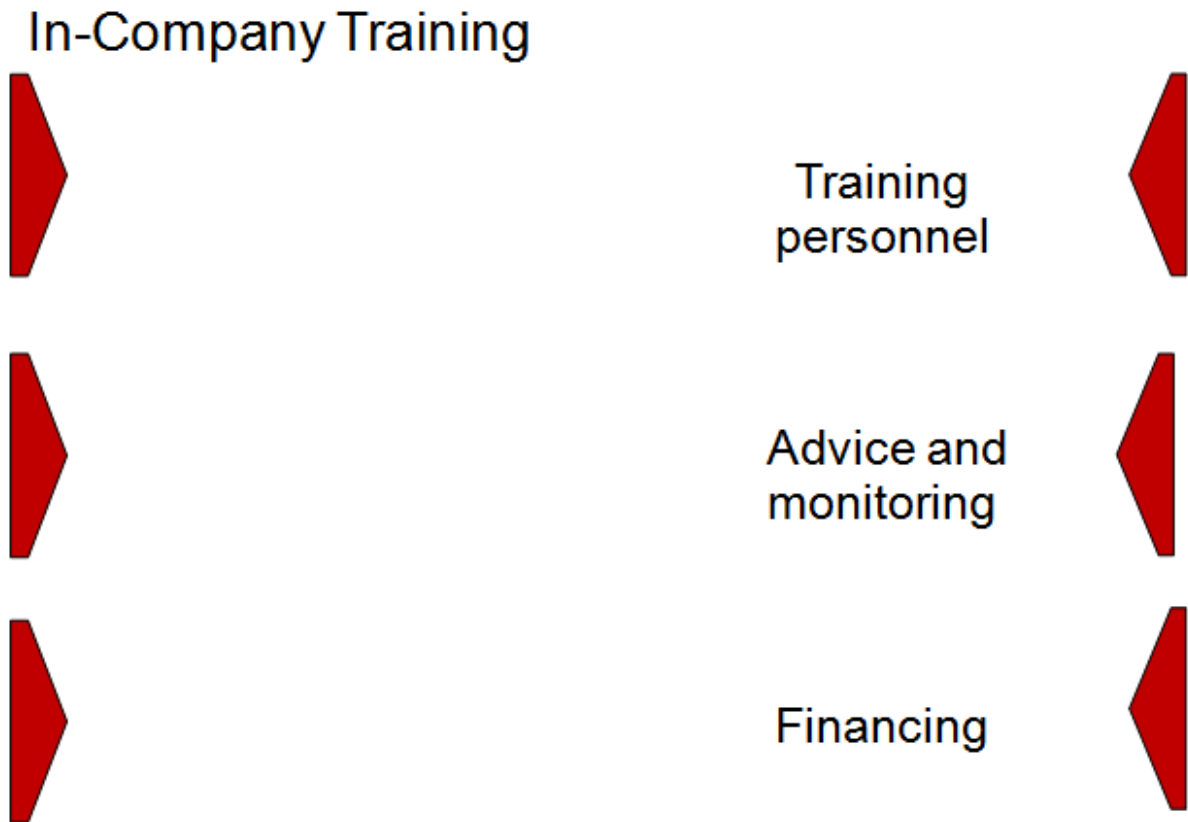 In-Company Training
Training
personnel
Advice and
monitoring
Financing